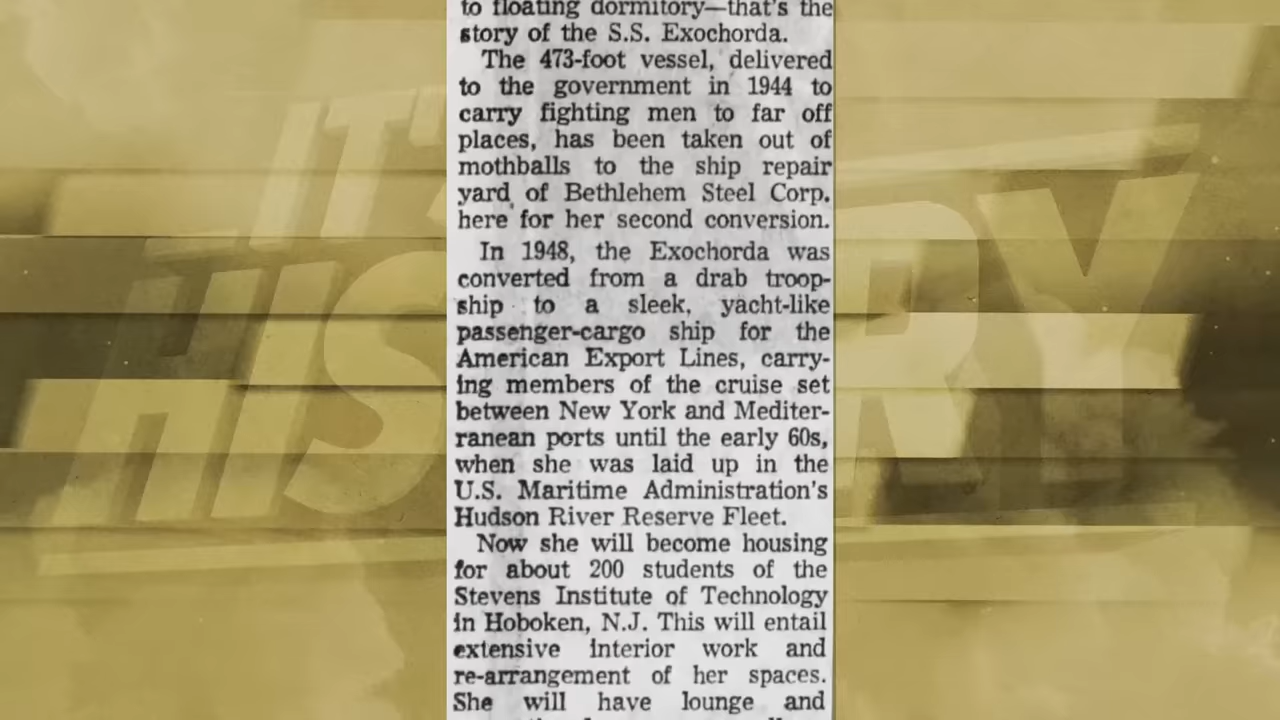 to floating dormitory—that's the
story of the S.S. Exochorda.
The 473-foot vessel, delivered
to the government in 1944 to
carry fighting men to far off
places, has been taken out of
mothballs to the ship repair
yard of Bethlehem Steel Corp.
here for her second conversion.
In 1948, the Exochorda was
converted from a drab troop-
ship to a sleek, yacht-like
passenger-cargo ship for the
American Export Lines, carry-
ing members of the cruise set
between New York and Mediter-
ranean ports until the early 60s,
when she was laid up in the
U.S. Maritime Administration's
Hudson River Reserve Fleet.
Now she will become housing
for about 200 students of the
Stevens Institute of Technology
in Hoboken, N.J. This will entail
extensive interior work and
re-arrangement of her spaces.
She will have lounge and